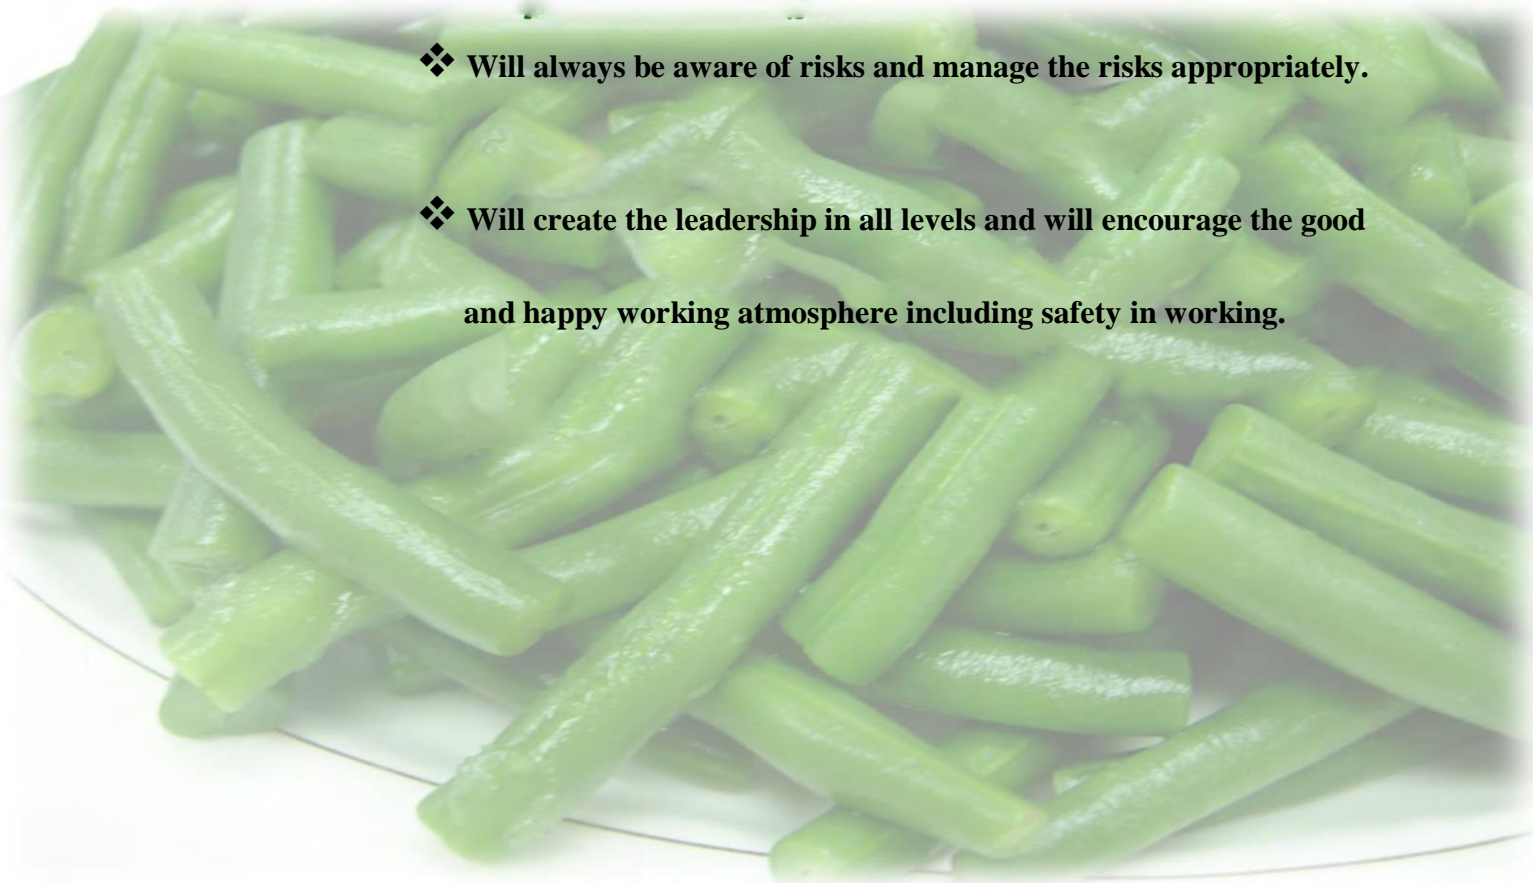 ❖ Will always be aware of risks and manage the risks appropriately.
❖ Will create the leadership in all levels and will encourage the good
and happy working atmosphere including safety in working.